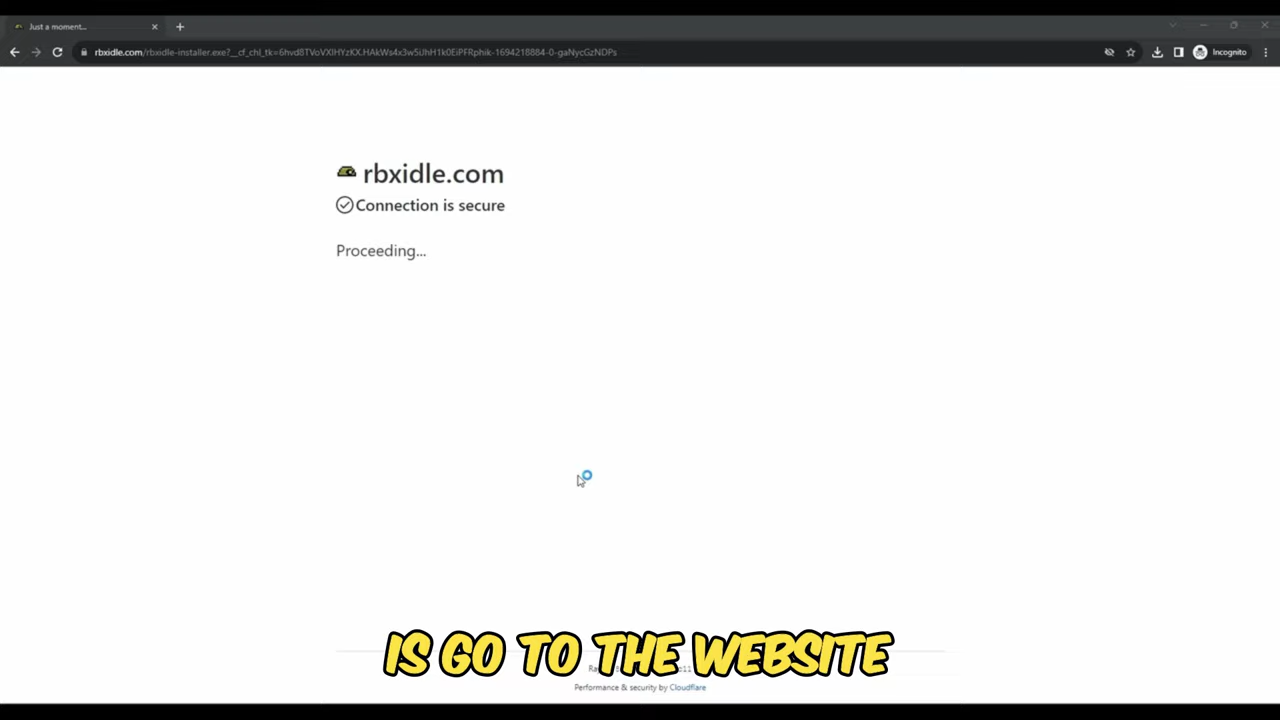 Just a moment...
rbxidle.com/rbxidle-installer.exe?__cf_chl_tk=6hvd8TVoVXlHYzKX.HAkWs4x3w5UhH1k0EiPFRphik-1694218884-0-gaNycGzNDPs
Incognito
rbxidle.com
Connection is secure
Proceeding...
IS GO TO THE WEBSITE
Performance & security by Cloudflare